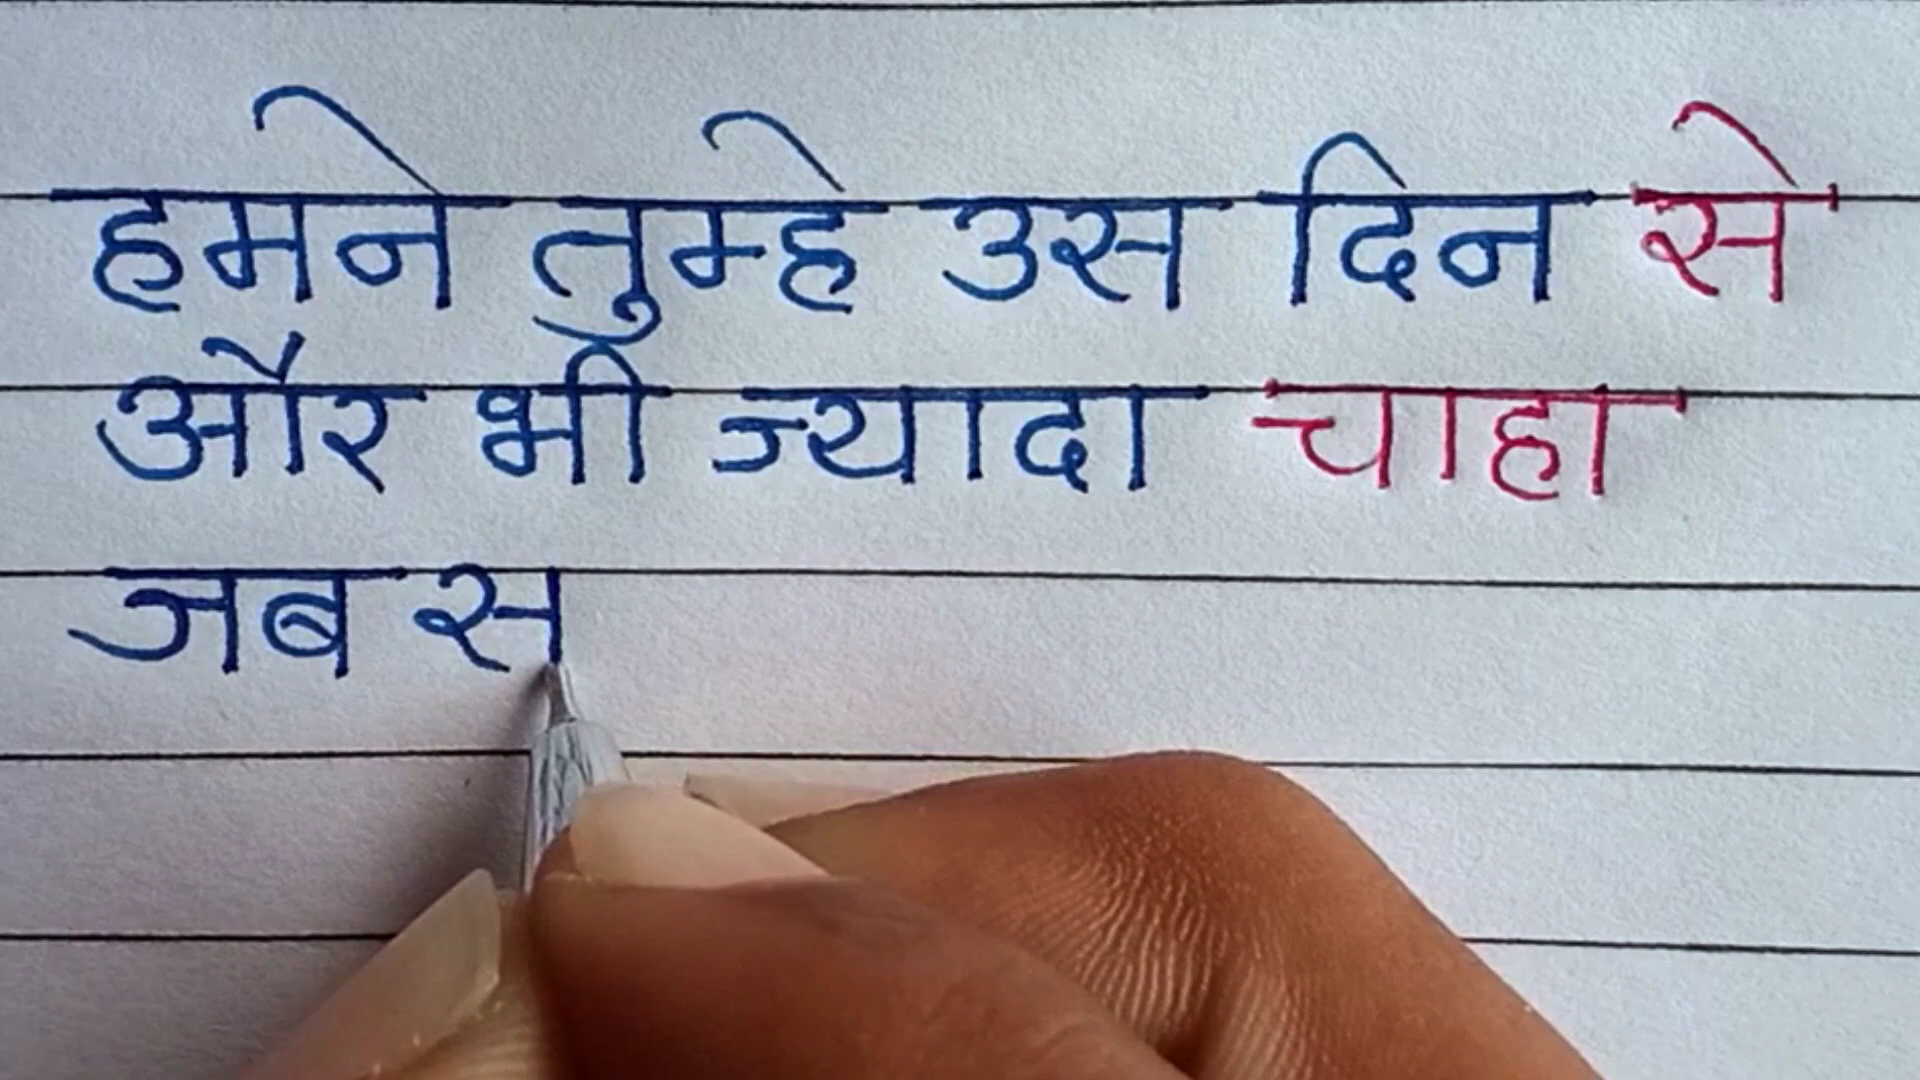 हमने तुम्हे उस दिन से
और भी ज्यादा चाहा
जब स